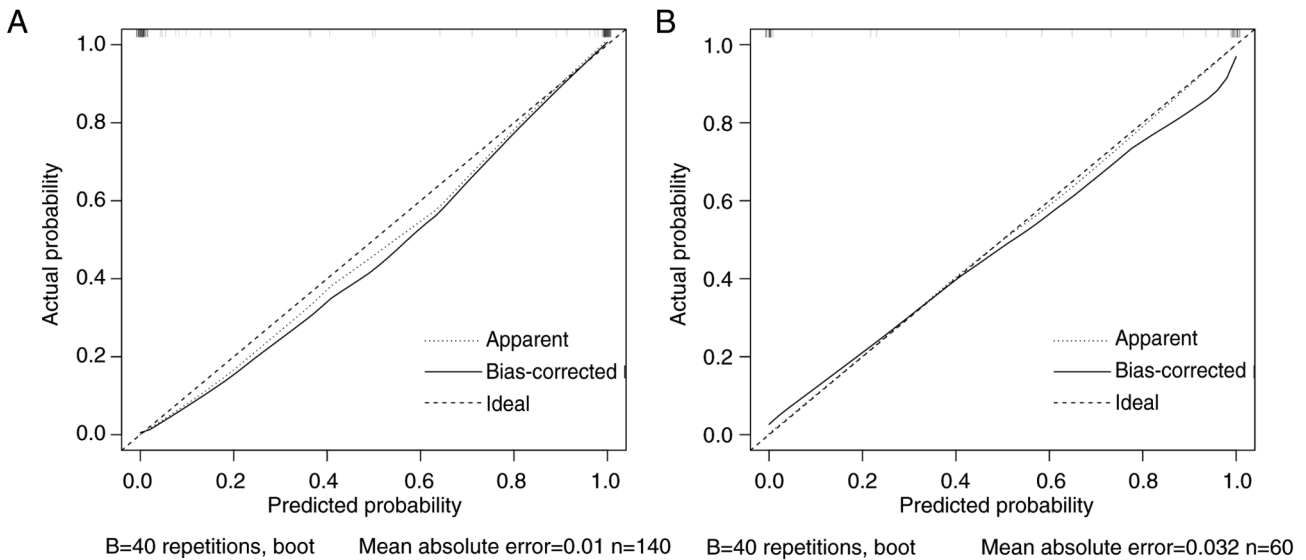 A
1.0
0.8
0.6
0.4
0.2
0.0
Actual probability
Apparent
Bias-corrected
Ideal
0.0 0.2 0.4 0.6 0.8 1.0
Predicted probability
B=40 repetitions, boot Mean absolute error=0.01 n=140
B
1.0
0.8
0.6
0.4
0.2
0.0
Actual probability
Apparent
Bias-corrected
Ideal
0.0 0.2 0.4 0.6 0.8 1.0
Predicted probability
B=40 repetitions, boot Mean absolute error=0.032 n=60